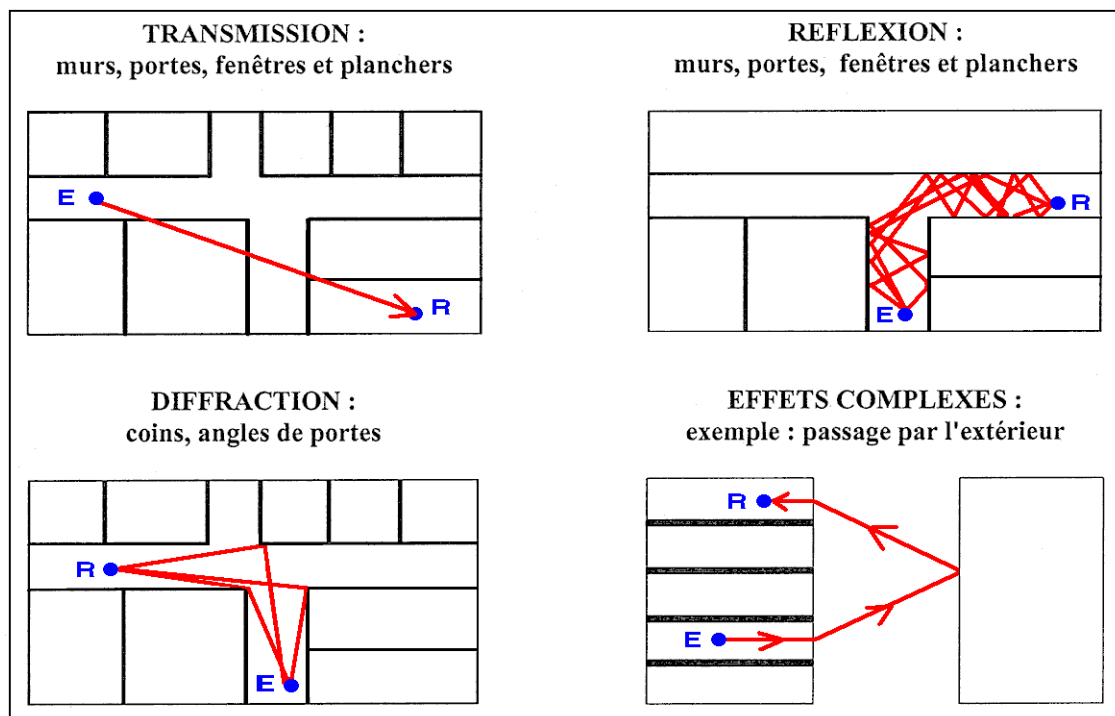 TRANSMISSION :
murs, portes, fenêtres et planchers
E
R
REFLEXION :
murs, portes, fenêtres et planchers
R
E
DIFFRACTION :
coins, angles de portes
R
E
EFFETS COMPLEXES :
exemple : passage par l'extérieur
R
E